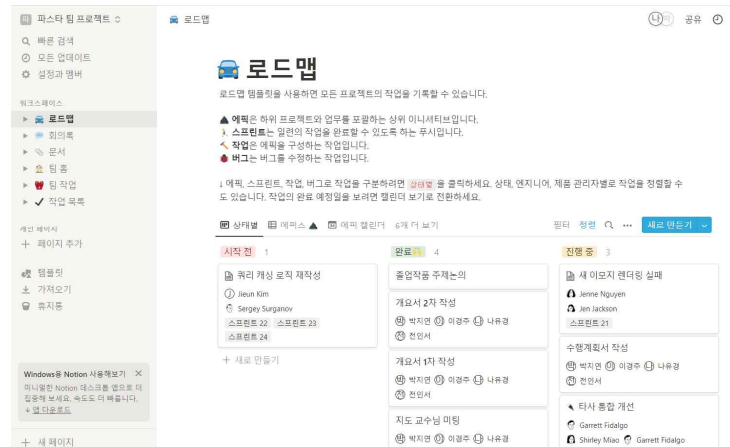 파스타 팀 프로젝트
로드맵
공유
빠른 검색
모든 업데이트
설정과 멤버
워크스페이스
로드맵
회의록
문서
팀 홈
팀 작업
작업 목록
개인 페이지
페이지 추가
템플릿
가져오기
휴지통
Windows용 Notion 사용해보기
미니멀한 Notion 데스크톱 앱으로 더
집중해 보세요. 속도도 더 빠릅니다.
↓ 앱 다운로드
새 페이지
로드맵
로드맵 템플릿을 사용하면 모든 프로젝트의 작업을 기록할 수 있습니다.
에픽은 하위 프로젝트와 업무를 포괄하는 상위 이니셔티브입니다.
스프린트는 일련의 작업을 완료할 수 있도록 하는 푸시입니다.
작업은 에픽을 구성하는 작업입니다.
버그는 버그를 수정하는 작업입니다.
↓ 에픽, 스프린트, 작업, 버그로 작업을 구분하려면 상태별 을 클릭하세요. 상태, 엔지니어, 제품 관리자별로 작업을 정렬할 수
도 있습니다. 작업의 완료 예정일을 보려면 캘린더 보기로 전환하세요.
상태별 에픽스 에픽 캘린더 6개 더 보기
필터 정렬 새로 만들기
시작 전 1
쿼리 캐싱 로직 재작성
Jieun Kim
Sergey Surganov
스프린트 22 스프린트 23
스프린트 24
+ 새로 만들기
완료 4
졸업작품 주제논의
개요서 2차 작성
박 박지연 이 이경주 나 나유경
전 전인서
개요서 1차 작성
박 박지연 이 이경주 나 나유경
전 전인서
지도 교수님 미팅
박 박지연 이 이경주 나 나유경
진행 중 3
새 이모지 렌더링 실패
Jenne Nguyen
Jen Jackson
스프린트 21
수행계획서 작성
박 박지연 이 이경주 나 나유경
전 전인서
타사 통합 개선
Garrett Fidalgo
Shirley Miao Garrett Fidalgo